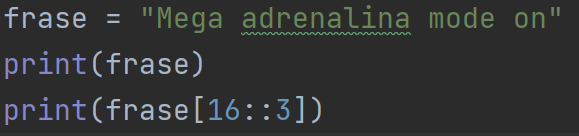 frase = "Mega adrenalina mode on"
print(frase)
print(frase[16::3])